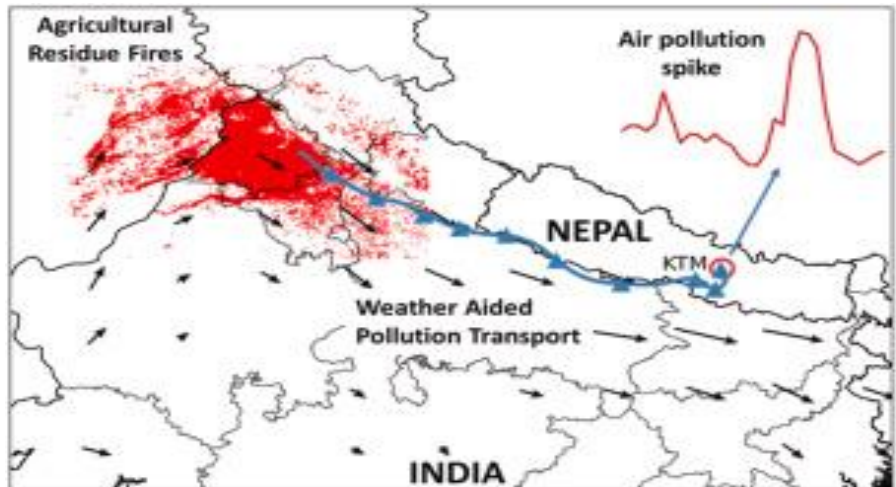 Agricultural
Residue Fires
Air pollution
spike
NEPAL
KTM
Weather Aided
Pollution Transport
INDIA